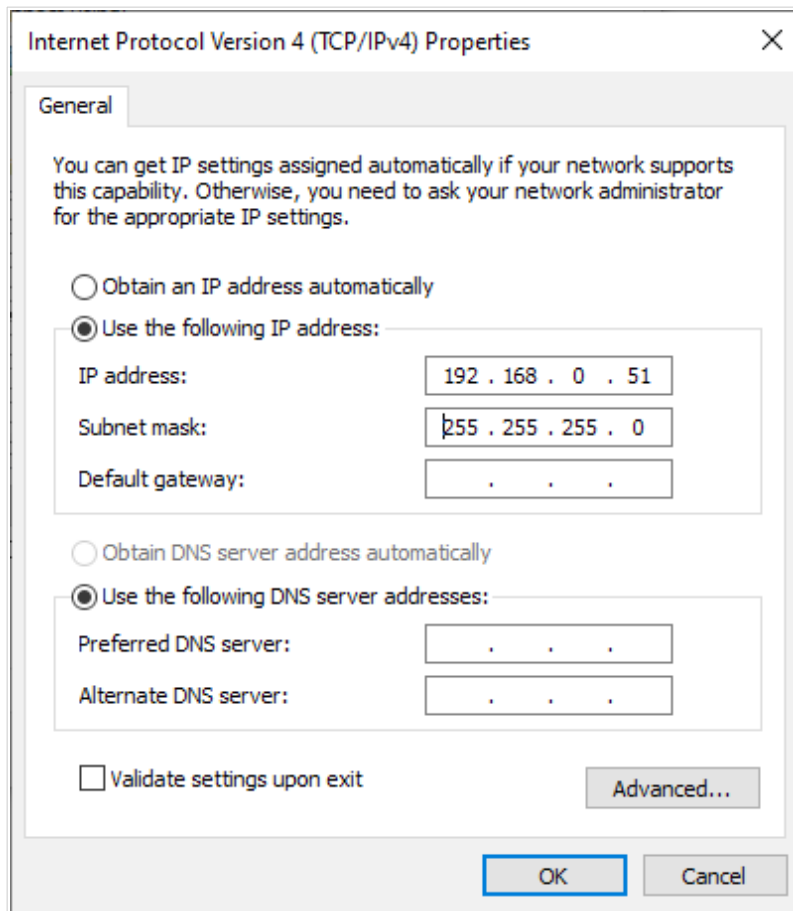 Internet Protocol Version 4 (TCP/IPv4) Properties
General
You can get IP settings assigned automatically if your network supports
this capability. Otherwise, you need to ask your network administrator
for the appropriate IP settings.
Obtain an IP address automatically
Use the following IP address:
IP address: 192 . 168 . 0 . 51
Subnet mask: 255 . 255 . 255 . 0
Default gateway: . . .
Obtain DNS server address automatically
Use the following DNS server addresses:
Preferred DNS server: . . .
Alternate DNS server: . . .
Validate settings upon exit
Advanced...
OK Cancel